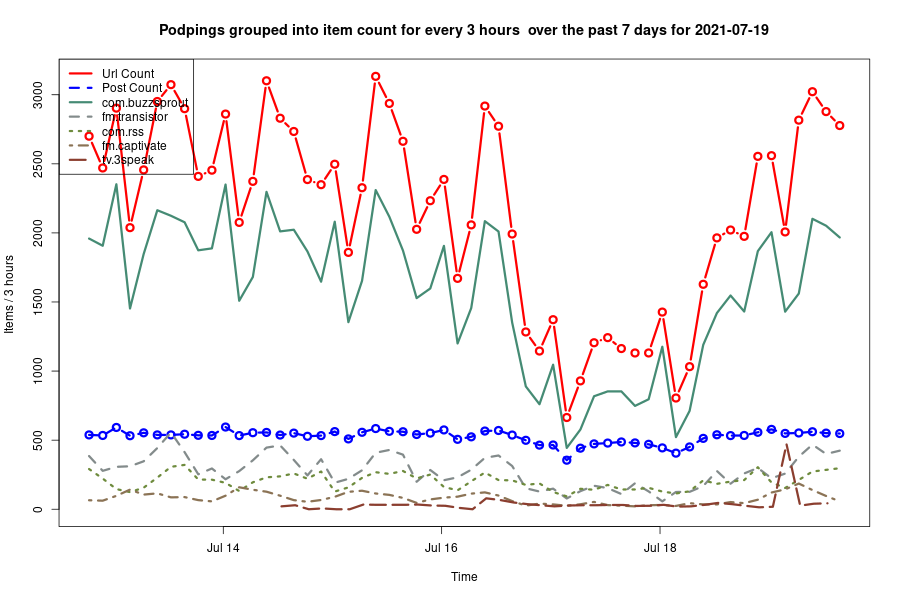 Podpings grouped into item count for every 3 hours  over the past 7 days for 2021-07-19
Items / 3 hours
3000
2500
2000
1500
1000
500
0
Url Count
Post Count
com.buzzsprout
fm.transistor
com.rss
fm.captivate
tv.3speak
Jul 14
Jul 16
Jul 18
Time